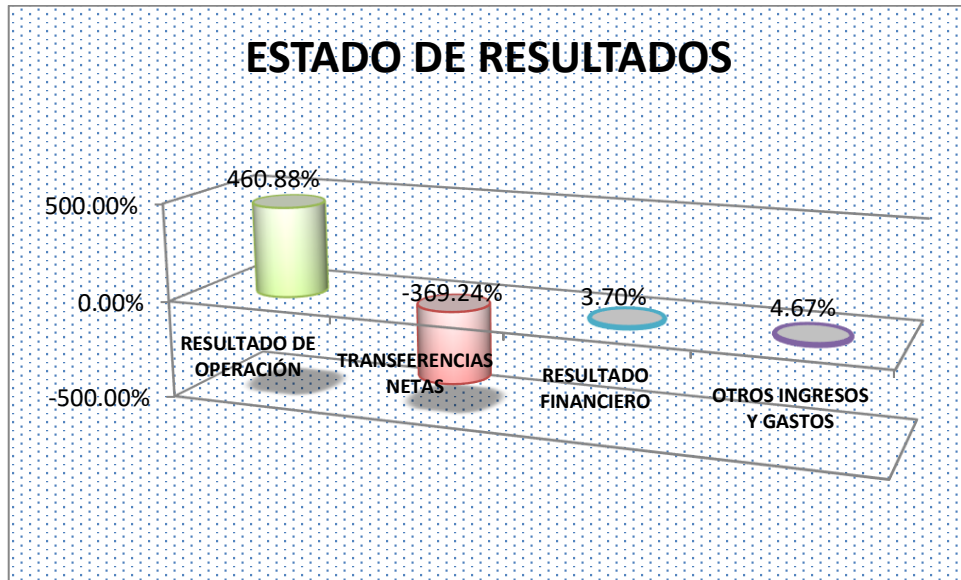 ESTADO DE RESULTADOS
460.88%
500.00%
-369.24%
3.70%
4.67%
0.00%
-500.00%
RESULTADO DE
OPERACIÓN
TRANSFERENCIAS
NETAS
RESULTADO
FINANCIERO
OTROS INGRESOS
Y GASTOS